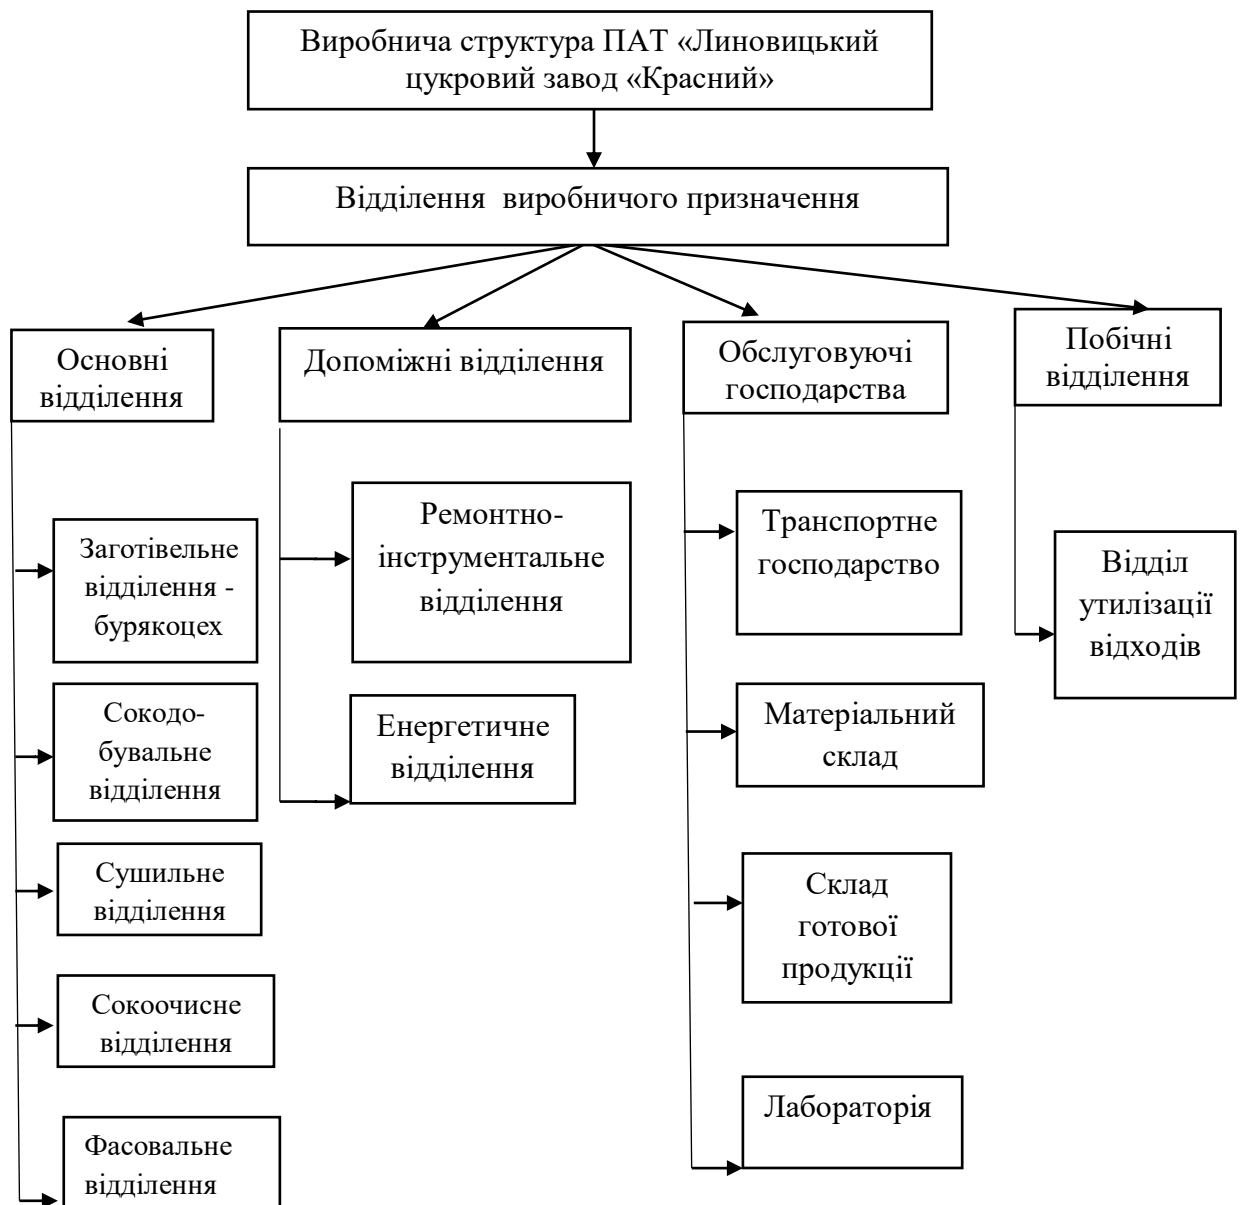 Виробнича структура ПАТ «Линовицький
цукровий завод «Красний»
Відділення виробничого призначення
Основні
відділення
Допоміжні відділення
Обслуговуючі
господарства
Побічні
відділення
Заготівельне
відділення -
бурякоцех
Сокодо-
бувальне
відділення
Сушильне
відділення
Сокоочисне
відділення
Фасовальне
відділення
Ремонтно-
інструментальне
відділення
Енергетичне
відділення
Транспортне
господарство
Матеріальний
склад
Склад
готової
продукції
Лабораторія
Відділ
утилізації
відходів